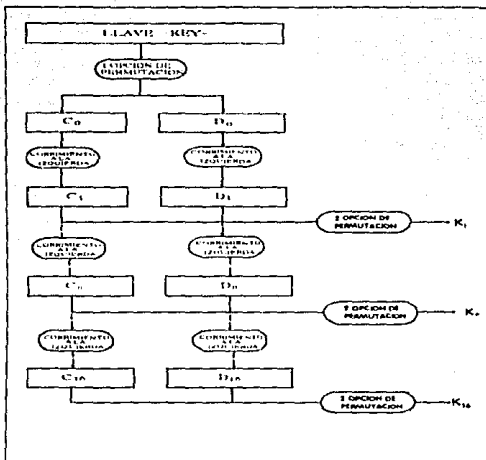 LLAVE KEY-
1 OPCION DE
PERMUTACION
C₀ D₀
CORRIMIENTO
A LA
IZQUIERDA
CORRIMIENTO
A LA
IZQUIERDA
C₁ D₁
2 OPCION DE
PERMUTACION
K₁
CORRIMIENTO
A LA
IZQUIERDA
CORRIMIENTO
A LA
IZQUIERDA
Cₙ Dₙ
2 OPCION DE
PERMUTACION
Kₙ
CORRIMIENTO
A LA
IZQUIERDA
CORRIMIENTO
A LA
IZQUIERDA
C₁₆ D₁₆
2 OPCION DE
PERMUTACION
K₁₆